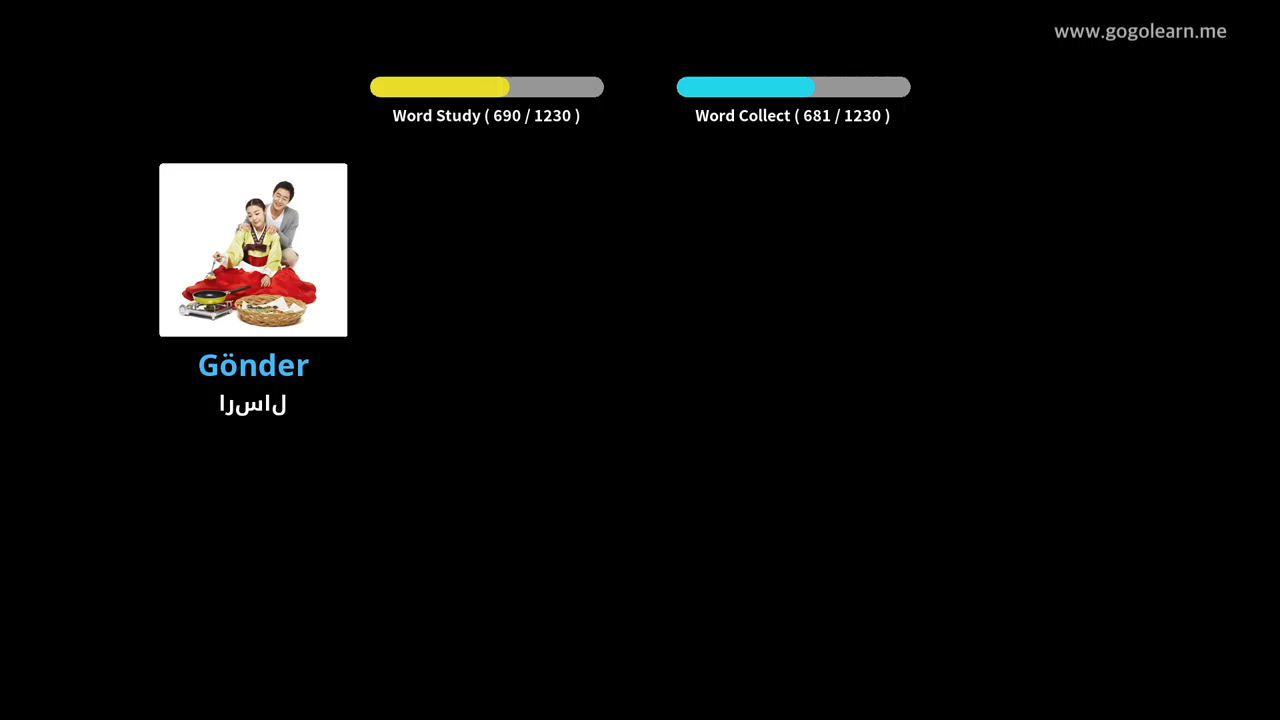 www.gogolearn.me
Word Study ( 690 / 1230 )
Word Collect ( 681 / 1230 )
Gönder
ارسال